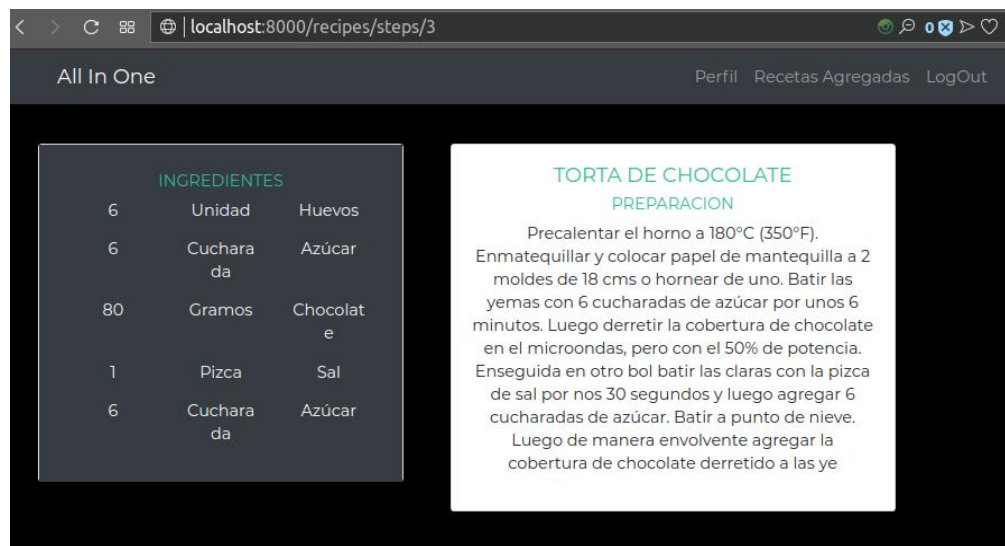 localhost:8000/recipes/steps/3
0
All In One
Perfil Recetas Agregadas LogOut
INGREDIENTES
6 Unidad Huevos
6 Cuchara Azúcar
da
80 Gramos Chocolat
e
1 Pizca Sal
6 Cuchara Azúcar
da
TORTA DE CHOCOLATE
PREPARACION
Precalentar el horno a 180°C (350°F).
Enmatequillar y colocar papel de mantequilla a 2
moldes de 18 cms o hornear de uno. Batir las
yemas con 6 cucharadas de azúcar por unos 6
minutos. Luego derretir la cobertura de chocolate
en el microondas, pero con el 50% de potencia.
Enseguida en otro bol batir las claras con la pizca
de sal por nos 30 segundos y luego agregar 6
cucharadas de azúcar. Batir a punto de nieve.
Luego de manera envolvente agregar la
cobertura de chocolate derretido a las ye